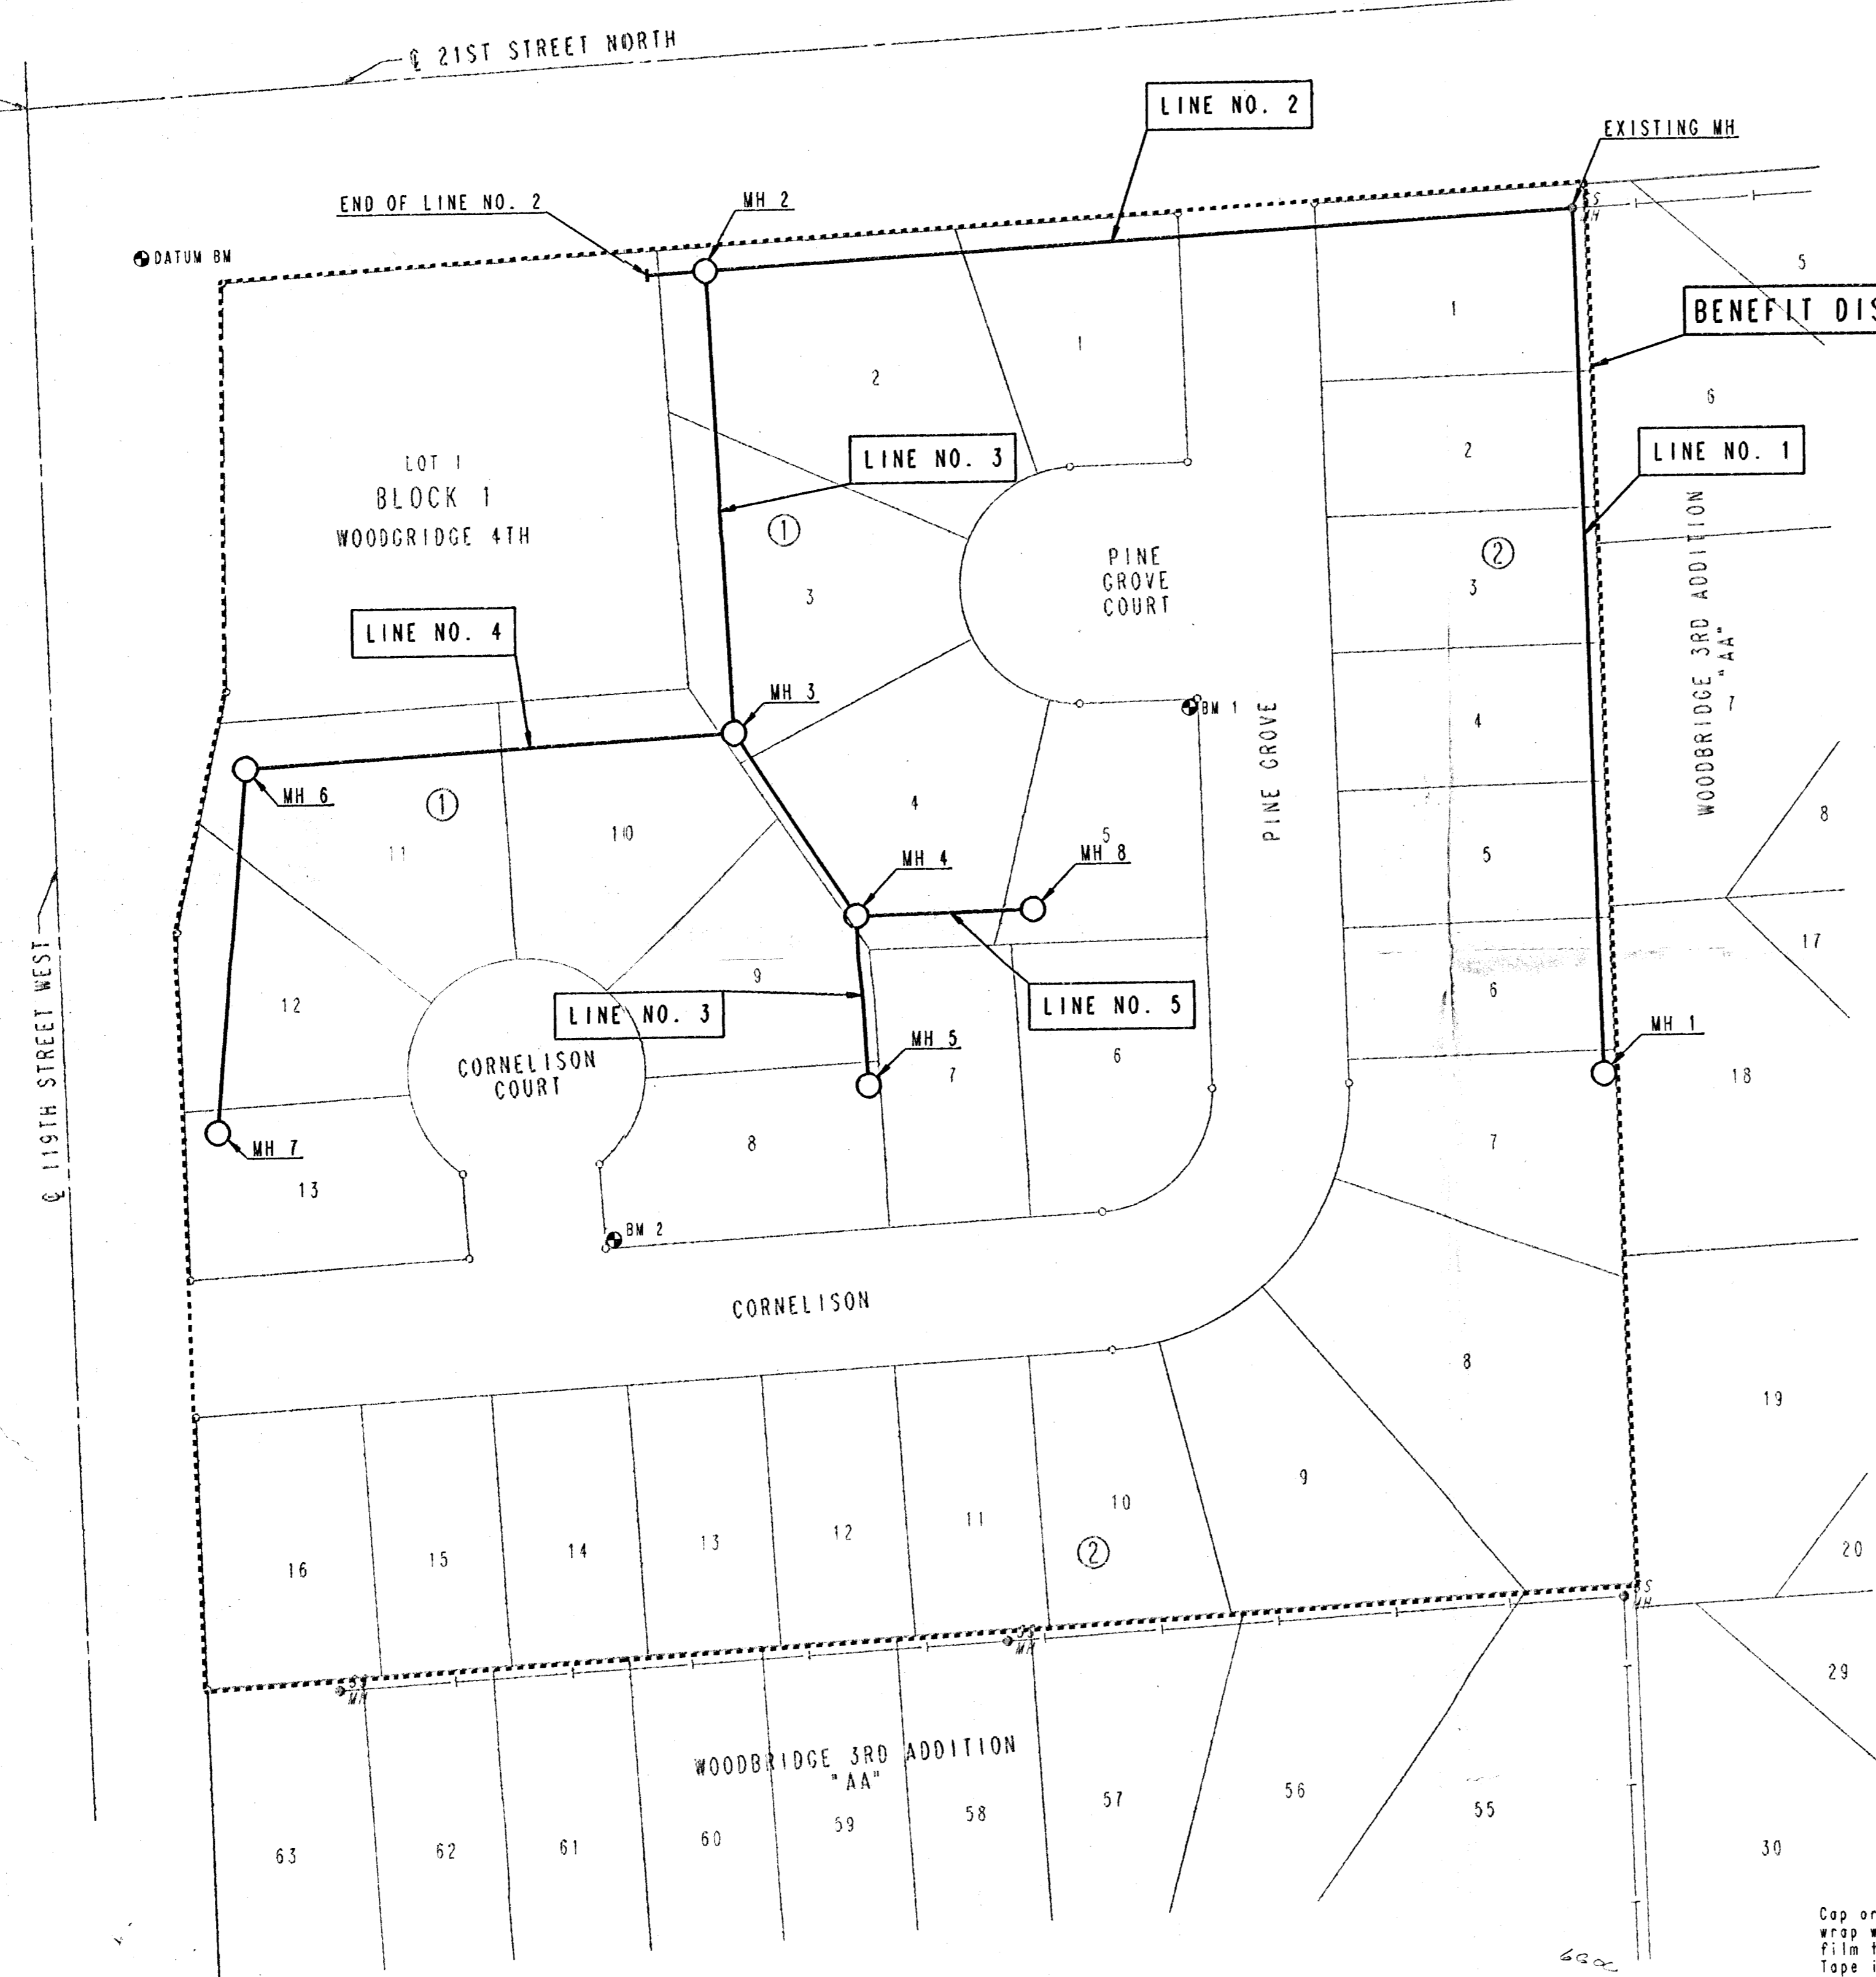 ℄ 21ST STREET NORTH
LINE NO. 2
EXISTING MH
END OF LINE NO. 2
MH 2
DATUM BM
S
MH
5
1
BENEFIT DIS
1
2
6
LINE NO. 3
2
LINE NO. 1
LOT 1
BLOCK 1
WOODGRIDGE 4TH
1
PINE
GROVE
COURT
2
3
3
WOODBRIDGE 3RD ADDITION
"AA"
LINE NO. 4
MH 3
BM 1
4
7
PINE GROVE
MH 6
1
11
10
4
5
MH 8
5
8
MH 4
17
℄ 119TH STREET WEST
12
9
LINE NO. 3
LINE NO. 5
6
MH 1
CORNELISON
COURT
MH 5
7
6
18
MH 7
8
7
13
BM 2
CORNELISON
8
19
16
15
14
13
12
11
10
9
2
20
SS
MH
SS
MH
SS
MH
29
WOODBRIDGE 3RD ADDITION
"AA"
63
62
61
60
59
58
57
56
55
30
Cap or
wrap w
film t
Tape i